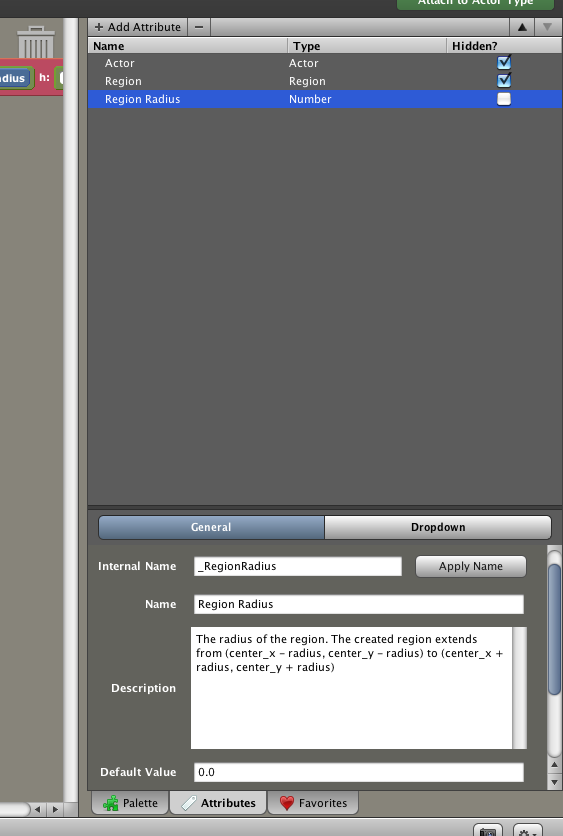 Attach to Actor Type
+ Add Attribute −
Name Type Hidden?
Actor Actor
Region Region
Region Radius Number
h:
General Dropdown
Internal Name _RegionRadius Apply Name
Name Region Radius
Description
The radius of the region. The created region extends
from (center_x - radius, center_y - radius) to (center_x +
radius, center_y + radius)
Default Value 0.0
Palette Attributes Favorites